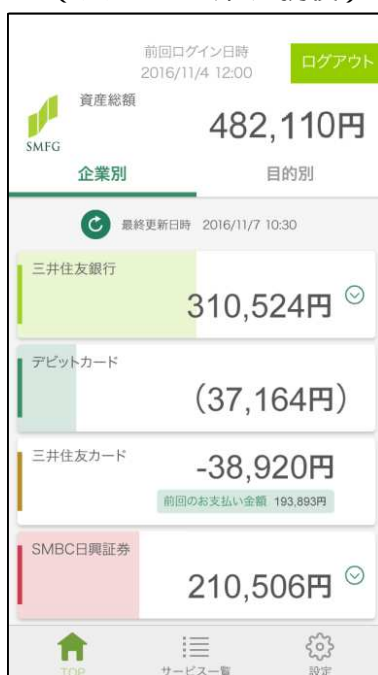 前回ログイン日時
2016/11/4 12:00
ログアウト
資産総額
482,110円
SMFG
企業別 目的別
最終更新日時 2016/11/7 10:30
三井住友銀行
310,524円
デビットカード
(37,164円)
三井住友カード
-38,920円
前回のお支払い金額 193,893円
SMBC日興証券
210,506円
TOP サービス一覧 設定